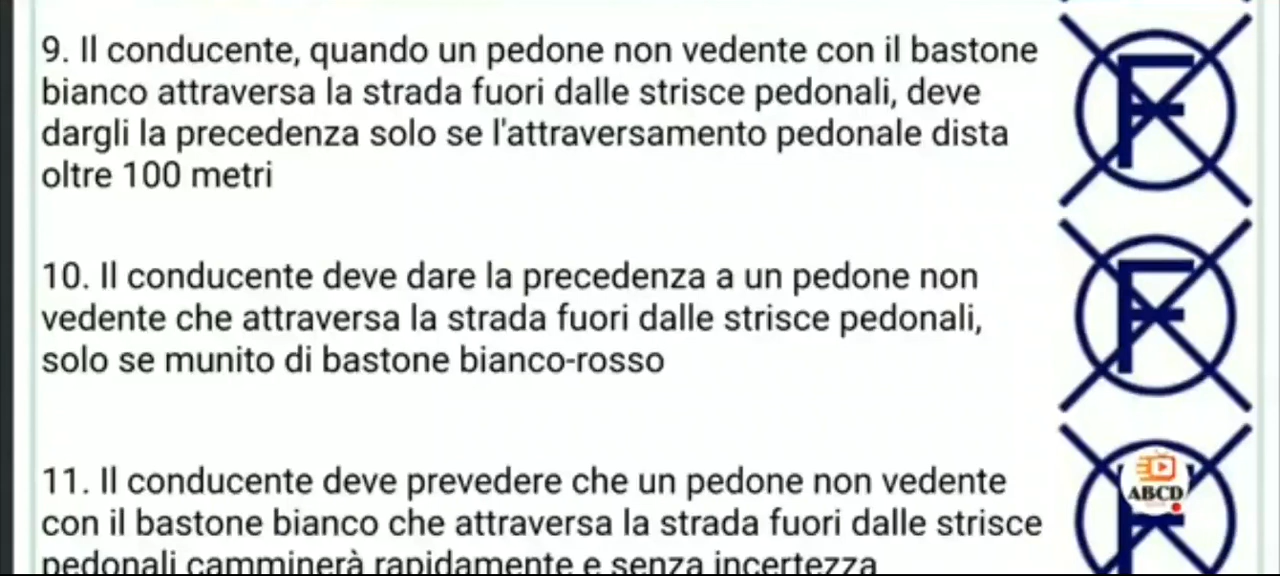 9. Il conducente, quando un pedone non vedente con il bastone
bianco attraversa la strada fuori dalle strisce pedonali, deve
dargli la precedenza solo se l'attraversamento pedonale dista
oltre 100 metri
F
10. Il conducente deve dare la precedenza a un pedone non
vedente che attraversa la strada fuori dalle strisce pedonali,
solo se munito di bastone bianco-rosso
F
11. Il conducente deve prevedere che un pedone non vedente
con il bastone bianco che attraversa la strada fuori dalle strisce
pedonali camminerà rapidamente e senza incertezza
F
ABCD